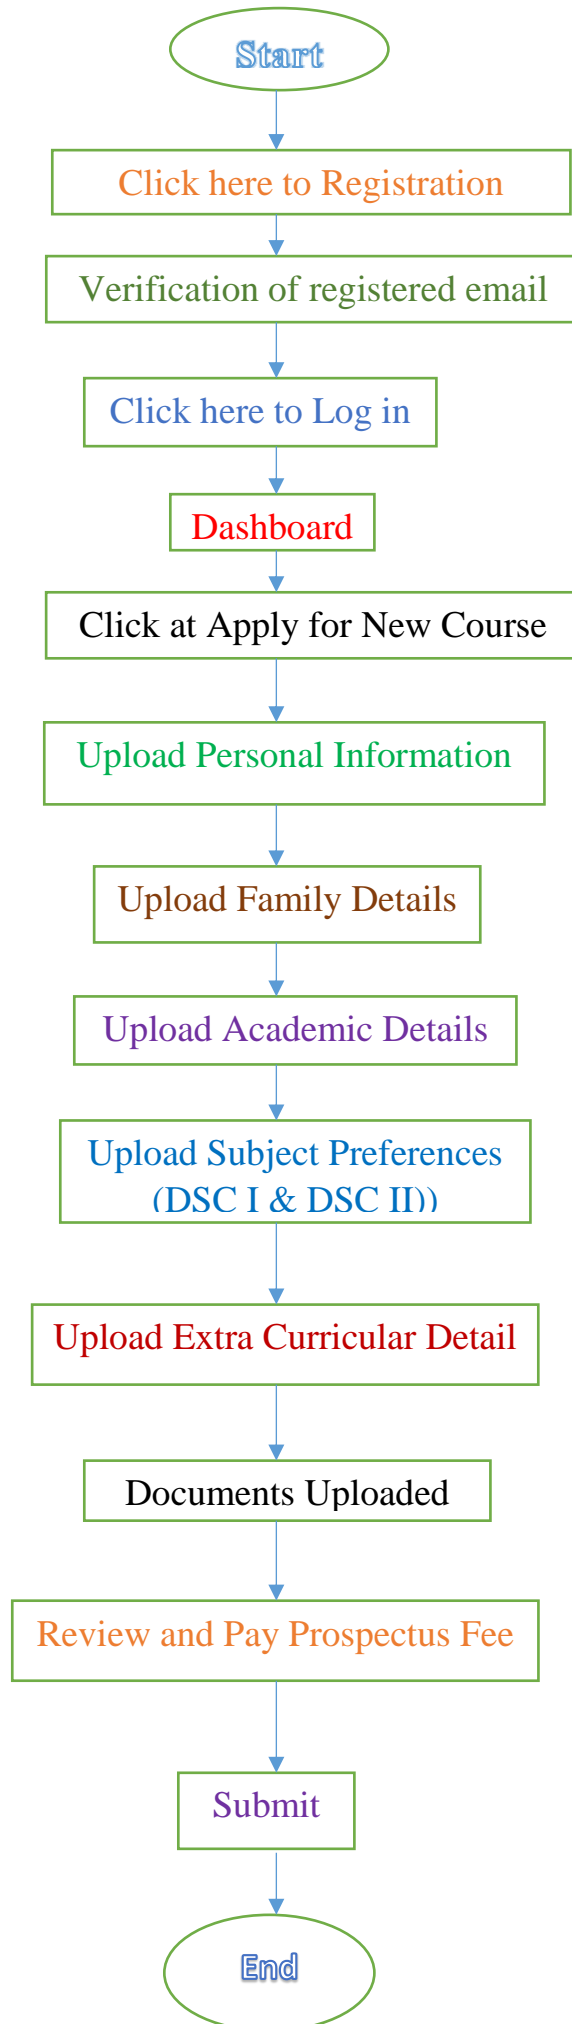 Start
Click here to Registration
Verification of registered email
Click here to Log in
Dashboard
Click at Apply for New Course
Upload Personal Information
Upload Family Details
Upload Academic Details
Upload Subject Preferences
(DSC I & DSC II))
Upload Extra Curricular Detail
Documents Uploaded
Review and Pay Prospectus Fee
Submit
End